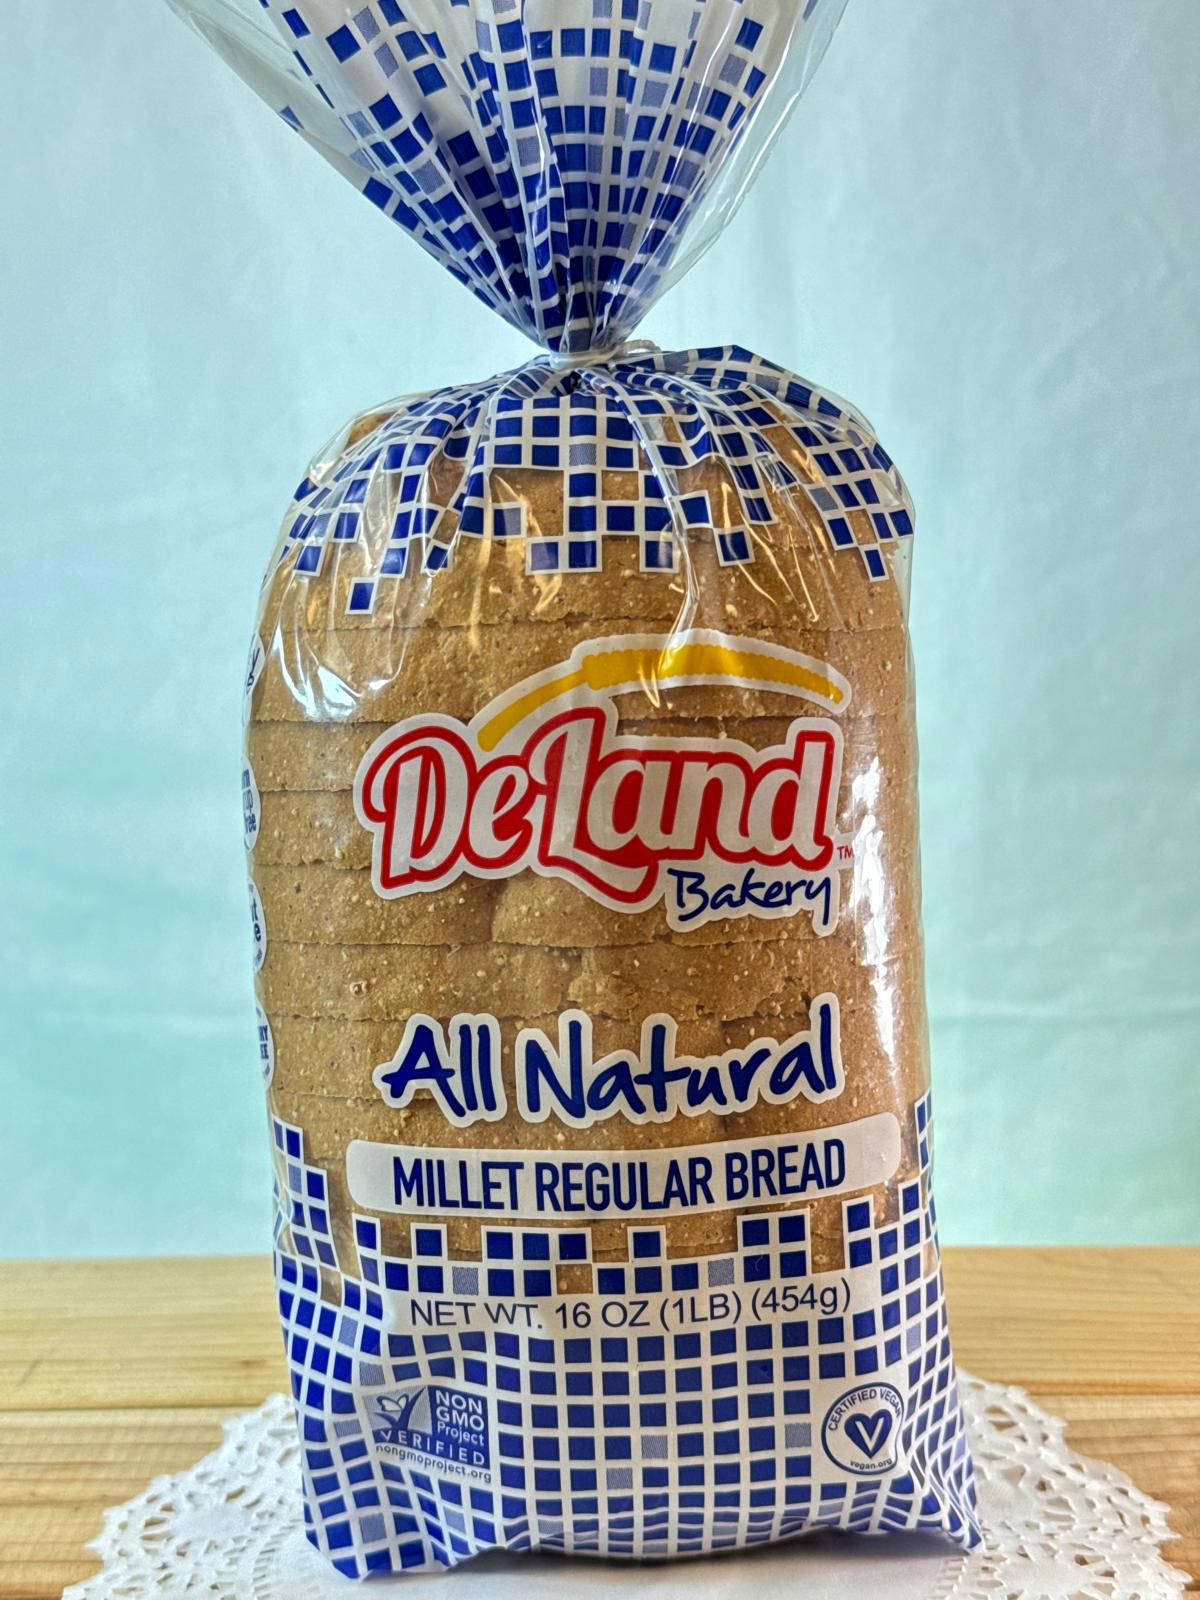 DeLand
TM
Bakery
All Natural
MILLET REGULAR BREAD
NET WT. 16 OZ (1LB) (454g)
NON
GMO
Project
VERIFIED
nongmoproject.org
CERTIFIED VEGAN
V
vegan.org